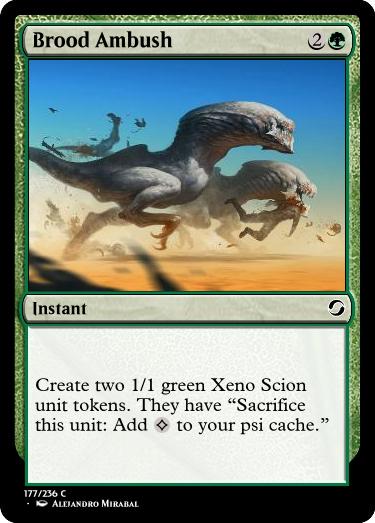 Brood Ambush 2
Instant
Create two 1/1 green Xeno Scion
unit tokens. They have “Sacrifice
this unit: Add to your psi cache.”
177/236 C
· Alejandro Mirabal